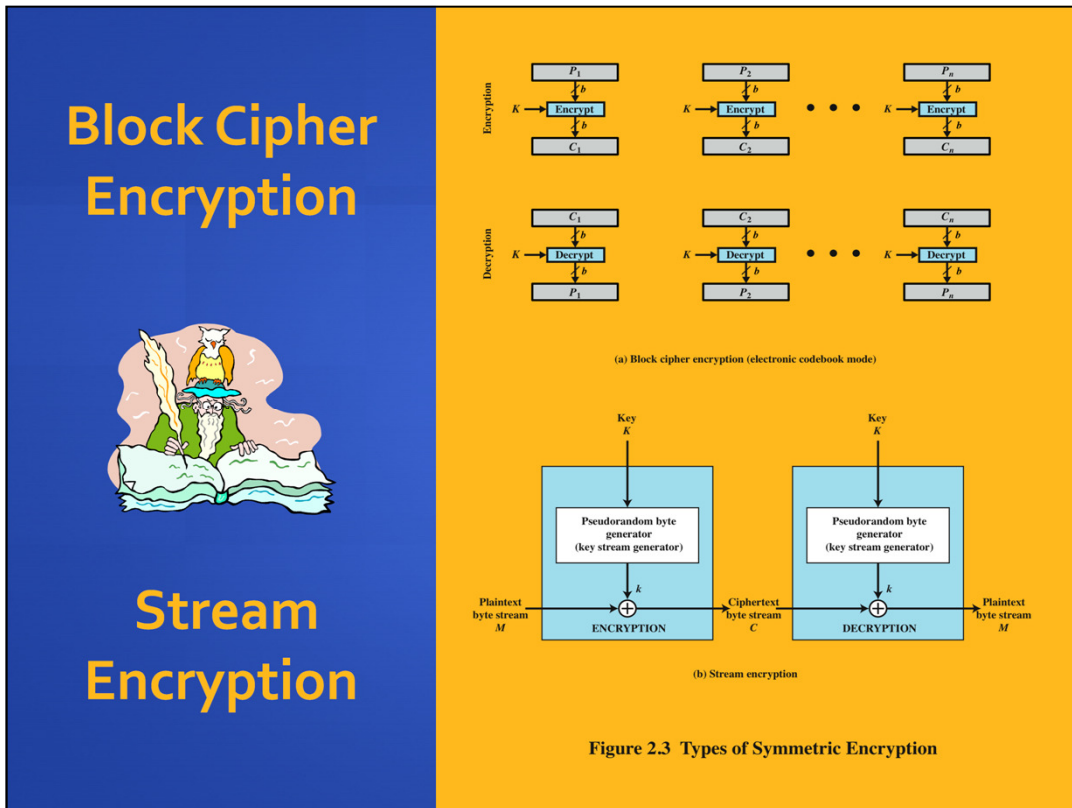 Block Cipher
Encryption
Stream
Encryption
P₁ P₂ Pₙ
b b b
Encryption
K Encrypt K Encrypt • • • K Encrypt
b b b
C₁ C₂ Cₙ
C₁ C₂ Cₙ
b b b
Decryption
K Decrypt K Decrypt • • • K Decrypt
b b b
P₁ P₂ Pₙ
(a) Block cipher encryption (electronic codebook mode)
Key Key
K K
Pseudorandom byte Pseudorandom byte
generator generator
(key stream generator) (key stream generator)
k k
Plaintext Ciphertext Plaintext
byte stream byte stream byte stream
M C M
ENCRYPTION DECRYPTION
(b) Stream encryption
Figure 2.3 Types of Symmetric Encryption